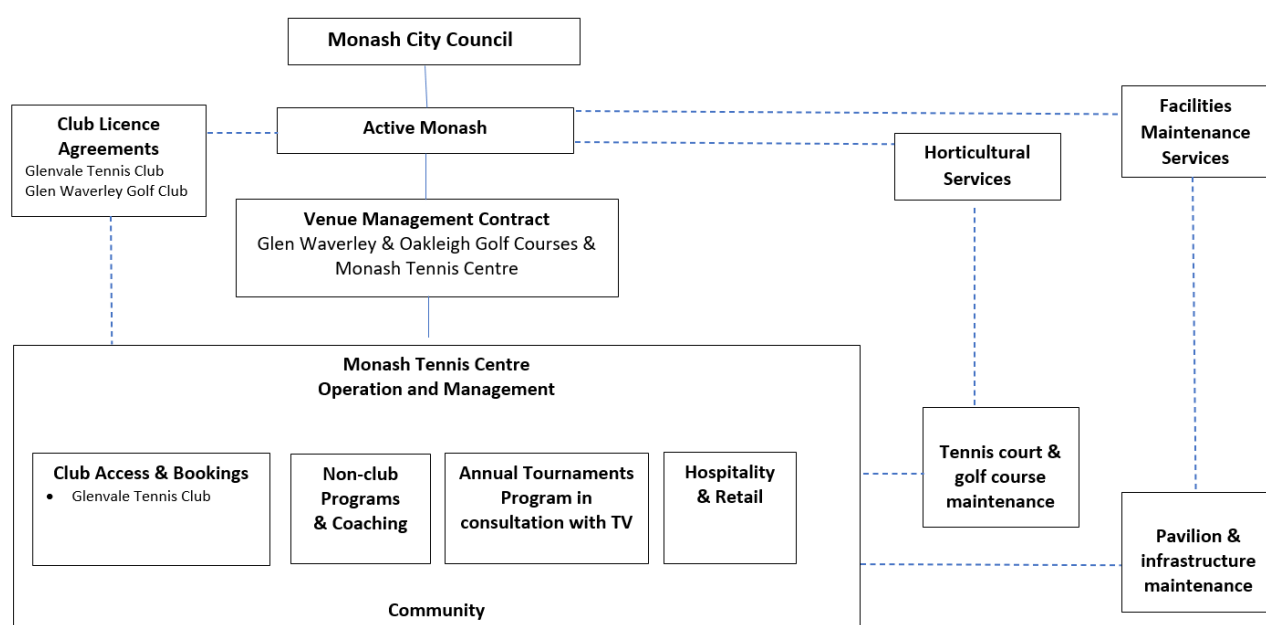 Monash City Council
Club Licence
Agreements
Glenvale Tennis Club
Glen Waverley Golf Club
Active Monash
Facilities
Maintenance
Services
Horticultural
Services
Venue Management Contract
Glen Waverley & Oakleigh Golf Courses &
Monash Tennis Centre
Monash Tennis Centre
Operation and Management
Club Access & Bookings
• Glenvale Tennis Club
Non-club
Programs
& Coaching
Annual Tournaments
Program in
consultation with TV
Hospitality
& Retail
Tennis court &
golf course
maintenance
Pavilion &
infrastructure
maintenance
Community